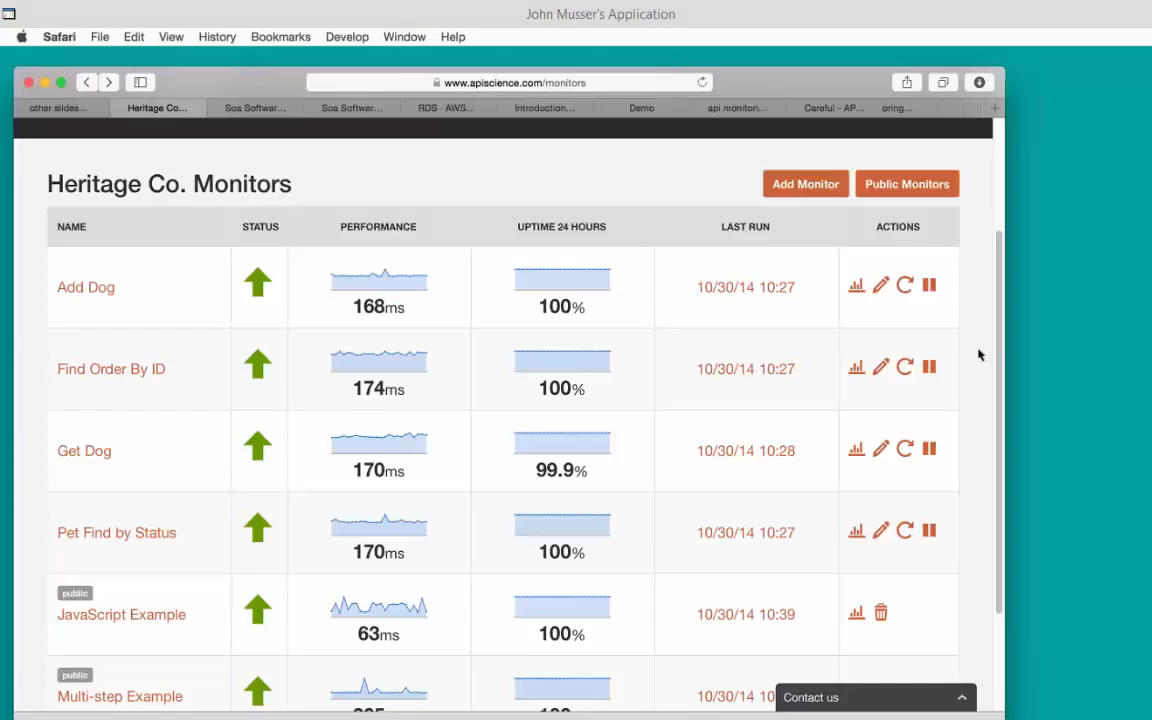 John Musser's Application
Safari File Edit View History Bookmarks Develop Window Help
www.apiscience.com/monitors
other slides... Heritage Co... Soa Softwar... Soa Softwar... RDS - AWS... Introduction... Demo api monitori... Careful - AP... oring...
Heritage Co. Monitors
Add Monitor Public Monitors
NAME STATUS PERFORMANCE UPTIME 24 HOURS LAST RUN ACTIONS
Add Dog 168ms 100% 10/30/14 10:27
Find Order By ID 174ms 100% 10/30/14 10:27
Get Dog 170ms 99.9% 10/30/14 10:28
Pet Find by Status 170ms 100% 10/30/14 10:27
public
JavaScript Example 63ms 100% 10/30/14 10:39
public
Multi-step Example 10/30/14 10
Contact us